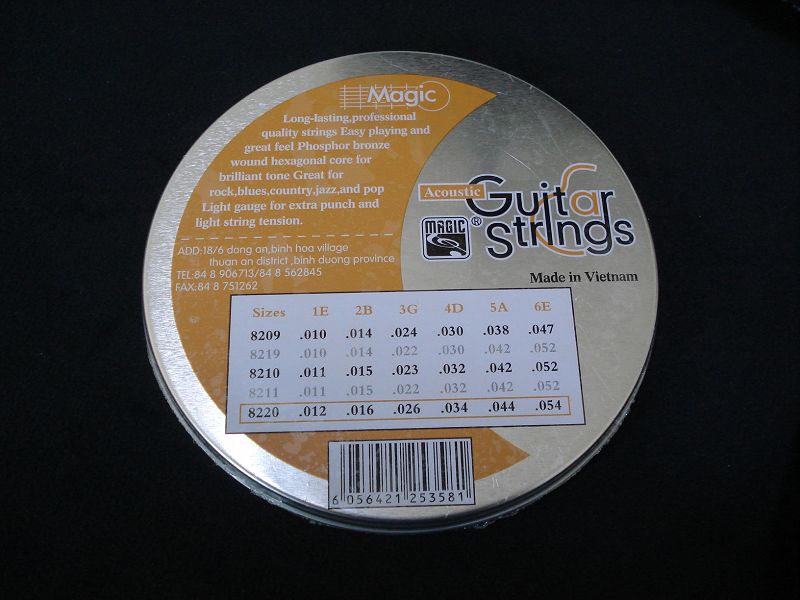 Magic
Long-lasting,professional
quality strings Easy playing and
great feel Phosphor bronze
wound hexagonal core for
brilliant tone Great for
rock,blues,country,jazz,and pop
Light gauge for extra punch and
light string tension.
ADD:18/6 dong an,binh hoa village
thuan an district ,binh duong province
TEL:84 8 906713/84 8 562845
FAX:84 8 751262
Acoustic
Guitar
Strings
MAGIC ®
Made in Vietnam
Sizes 1E 2B 3G 4D 5A 6E
8209 .010 .014 .024 .030 .038 .047
8219 .010 .014 .022 .030 .042 .052
8210 .011 .015 .023 .032 .042 .052
8211 .011 .015 .022 .032 .042 .052
8220 .012 .016 .026 .034 .044 .054
6 056421 253581